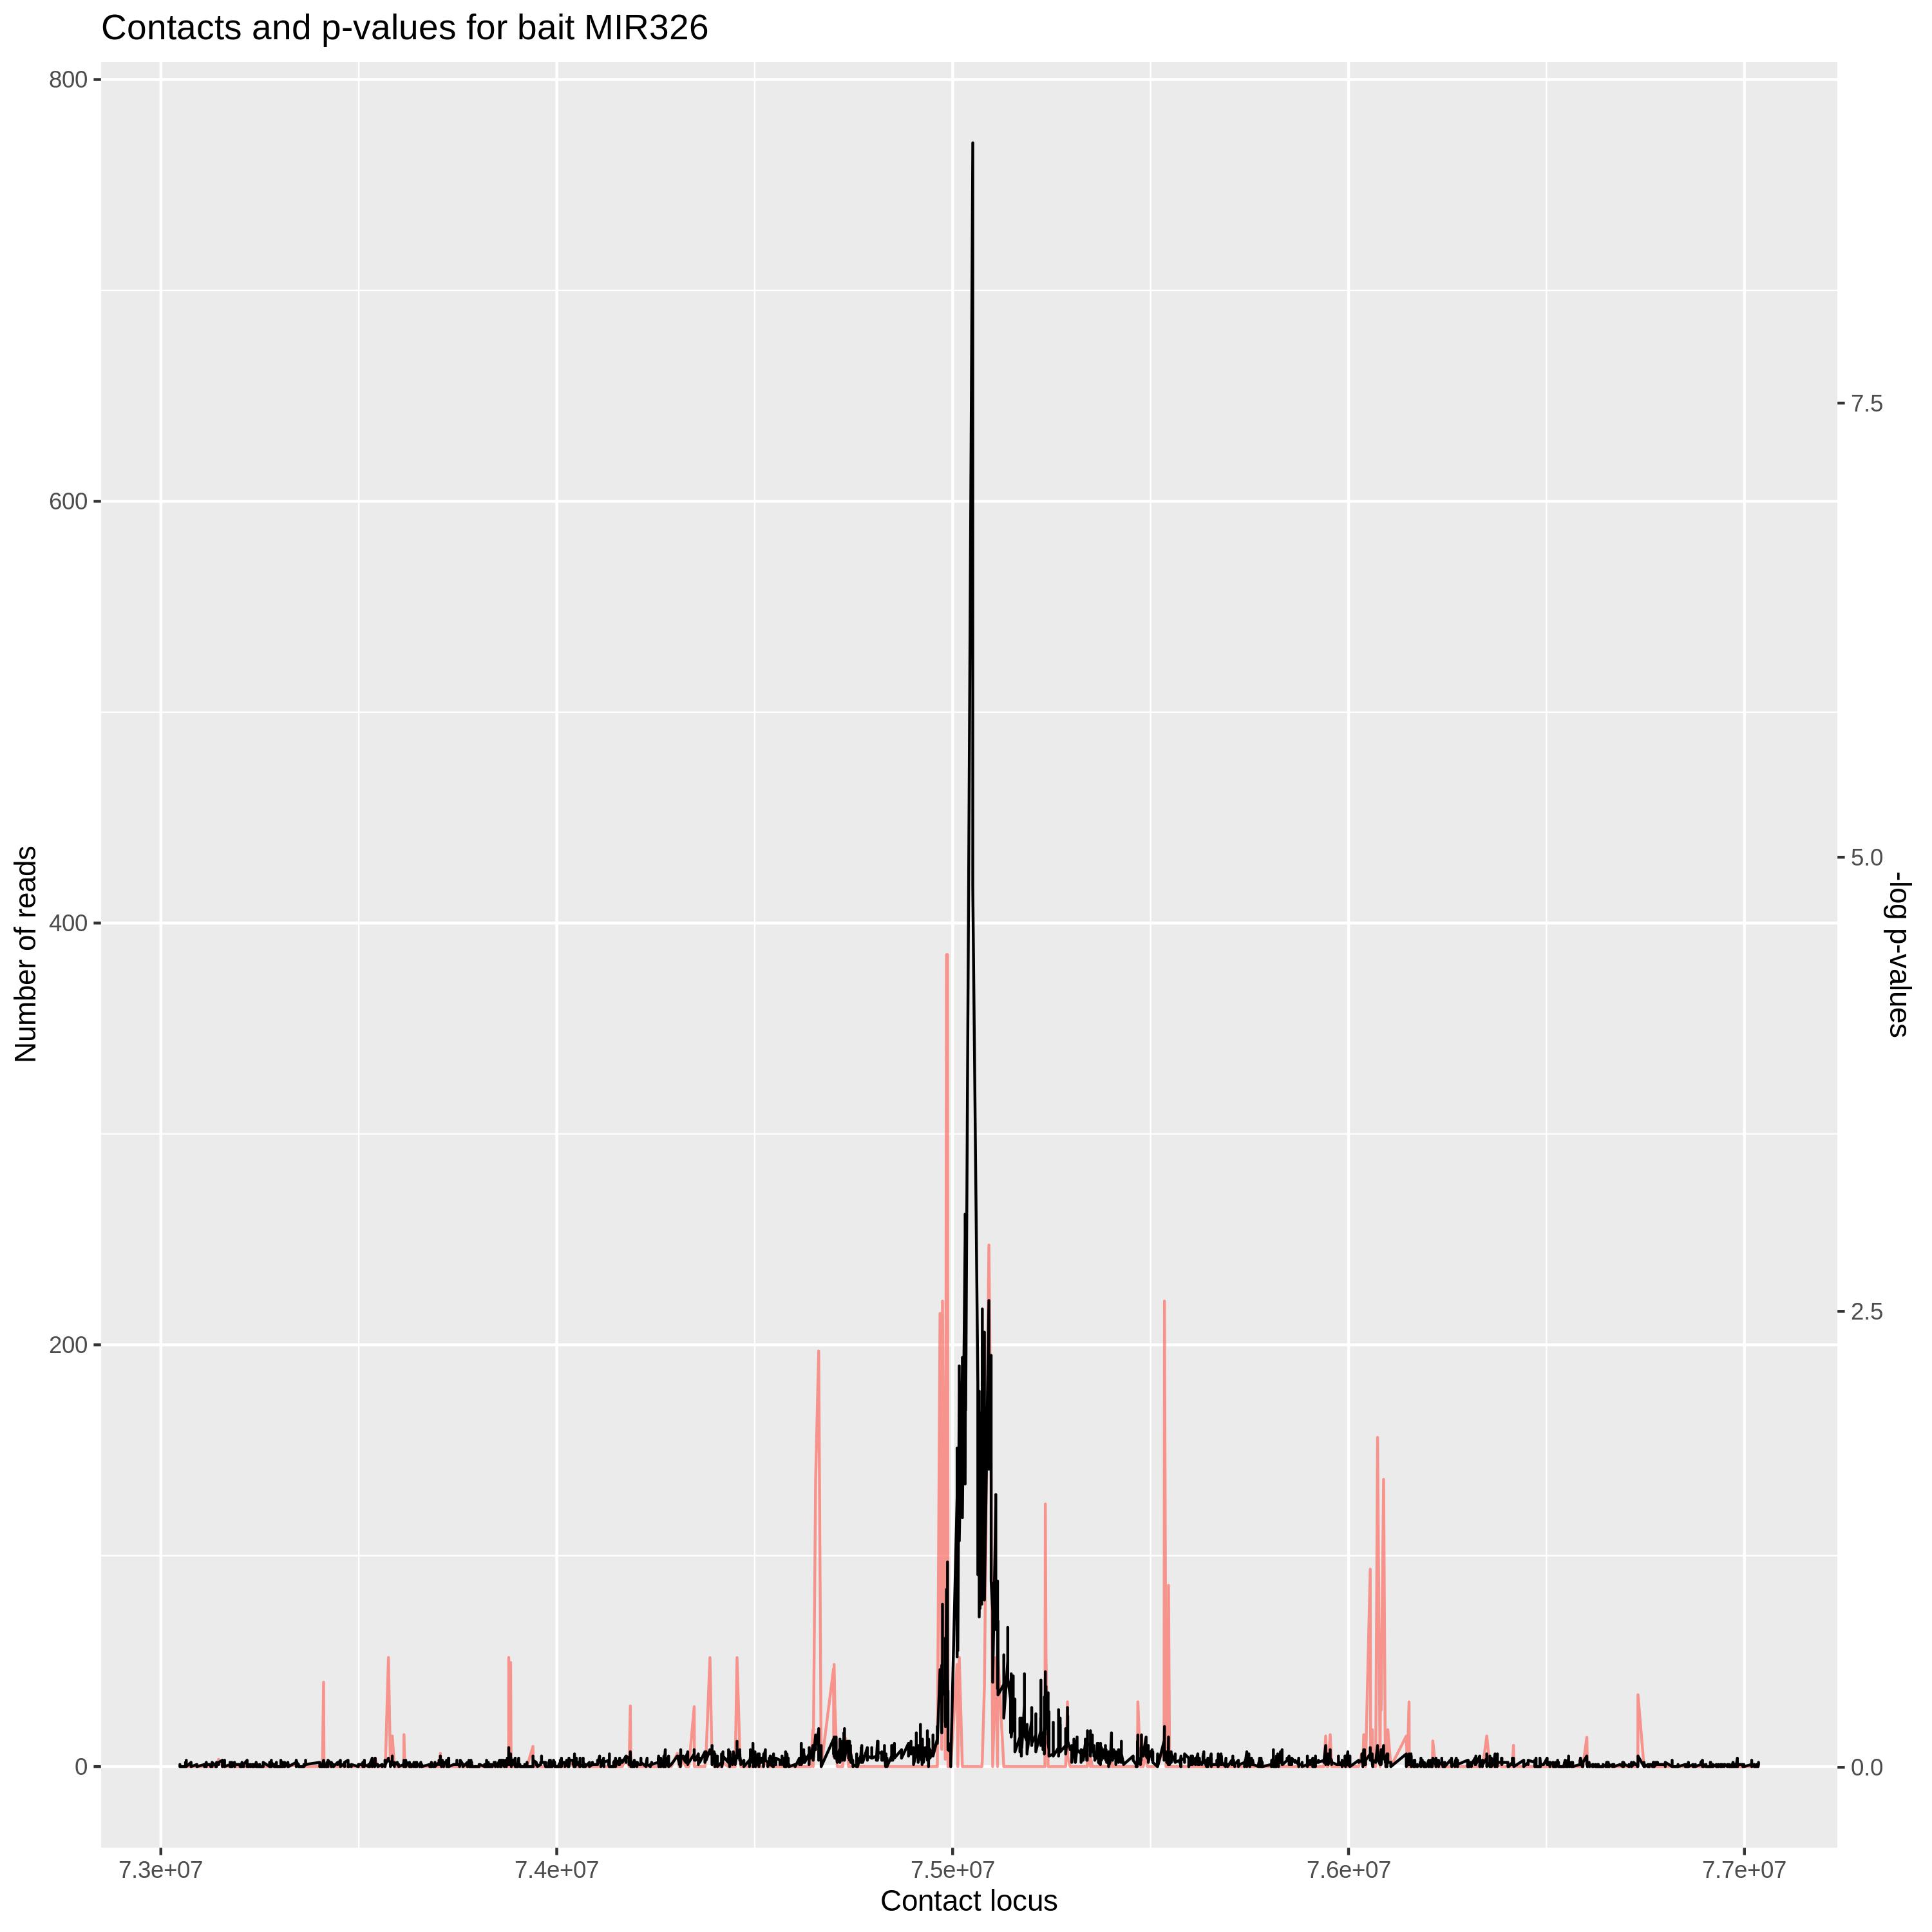 Contacts and p-values for bait MIR326
800
600
400
200
0
Number of reads
7.5
5.0
2.5
0.0
-log p-values
7.3e+07
7.4e+07
7.5e+07
7.6e+07
7.7e+07
Contact locus